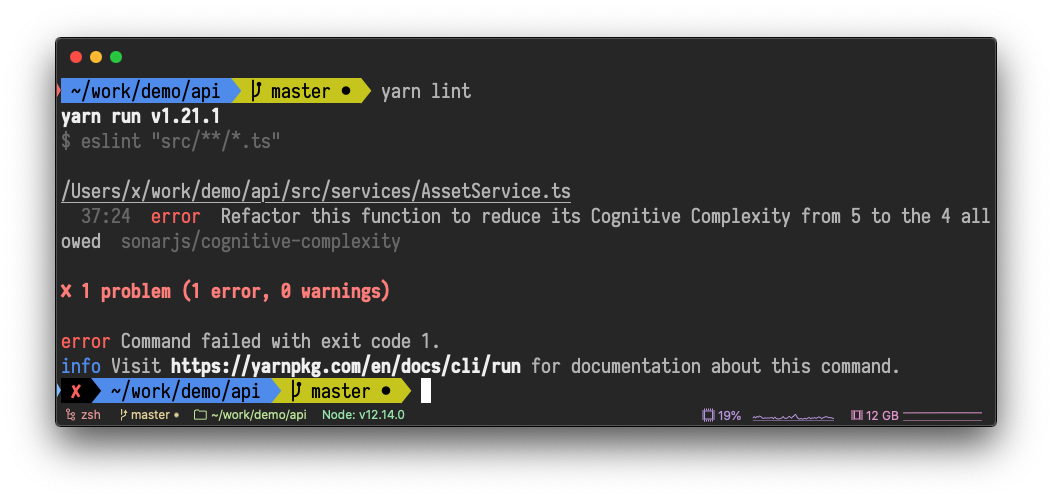 ~/work/demo/api master ● yarn lint
yarn run v1.21.1
$ eslint "src/**/*.ts"
/Users/x/work/demo/api/src/services/AssetService.ts
37:24 error Refactor this function to reduce its Cognitive Complexity from 5 to the 4 all
owed sonarjs/cognitive-complexity
✘ 1 problem (1 error, 0 warnings)
error Command failed with exit code 1.
info Visit https://yarnpkg.com/en/docs/cli/run for documentation about this command.
✘ ~/work/demo/api master ●
zsh master ● ~/work/demo/api Node: v12.14.0 19% 12 GB